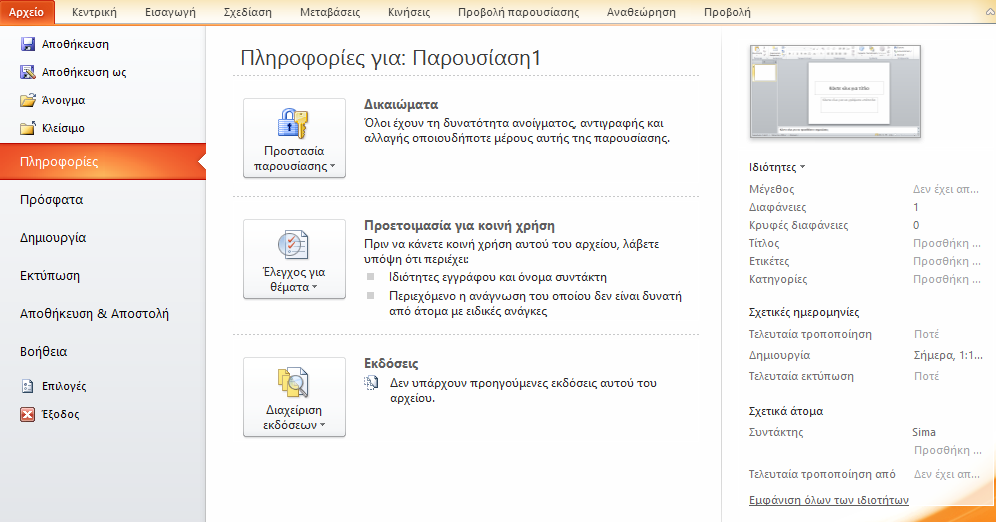 Αρχείο Κεντρική Εισαγωγή Σχεδίαση Μεταβάσεις Κινήσεις Προβολή παρουσίασης Αναθεώρηση Προβολή
Αποθήκευση
Αποθήκευση ως
Άνοιγμα
Κλείσιμο
Πληροφορίες
Πρόσφατα
Δημιουργία
Εκτύπωση
Αποθήκευση & Αποστολή
Βοήθεια
Επιλογές
Έξοδος
Πληροφορίες για: Παρουσίαση1
Προστασία
παρουσίασης
Δικαιώματα
Όλοι έχουν τη δυνατότητα ανοίγματος, αντιγραφής και
αλλαγής οποιουδήποτε μέρους αυτής της παρουσίασης.
Έλεγχος για
θέματα
Προετοιμασία για κοινή χρήση
Πριν να κάνετε κοινή χρήση αυτού του αρχείου, λάβετε
υπόψη ότι περιέχει:
Ιδιότητες εγγράφου και όνομα συντάκτη
Περιεχόμενο η ανάγνωση του οποίου δεν είναι δυνατή
από άτομα με ειδικές ανάγκες
Διαχείριση
εκδόσεων
Εκδόσεις
Δεν υπάρχουν προηγούμενες εκδόσεις αυτού του
αρχείου.
Ιδιότητες
Μέγεθος Δεν έχει απ...
Διαφάνειες 1
Κρυφές διαφάνειες 0
Τίτλος Προσθήκη ...
Ετικέτες Προσθήκη ...
Κατηγορίες Προσθήκη ...
Σχετικές ημερομηνίες
Τελευταία τροποποίηση Ποτέ
Δημιουργία Σήμερα, 1:1...
Τελευταία εκτύπωση Ποτέ
Σχετικά άτομα
Συντάκτης Sima
Προσθήκη ...
Τελευταία τροποποίηση από Δεν έχει απ...
Εμφάνιση όλων των ιδιοτήτων